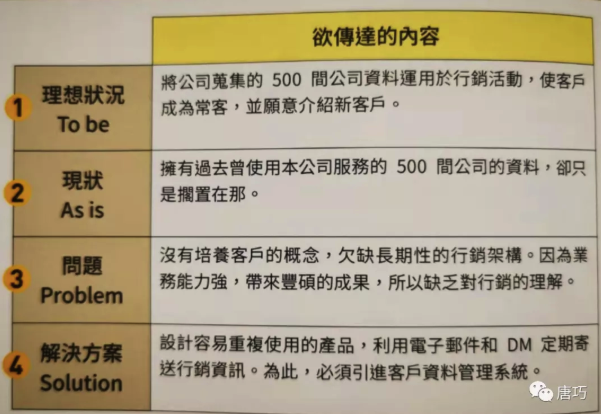 欲傳達的內容
1
理想狀況
To be
將公司蒐集的 500 間公司資料運用於行銷活動，使客戶
成為常客，並願意介紹新客戶。
2
現狀
As is
擁有過去曾使用本公司服務的 500 間公司的資料，卻只
是擱置在那。
3
問題
Problem
沒有培養客戶的概念，欠缺長期性的行銷架構。因為業
務能力強，帶來豐碩的成果，所以缺乏對行銷的理解。
4
解決方案
Solution
設計容易重複使用的產品，利用電子郵件和 DM 定期寄
送行銷資訊。為此，必須引進客戶資料管理系統。
唐巧